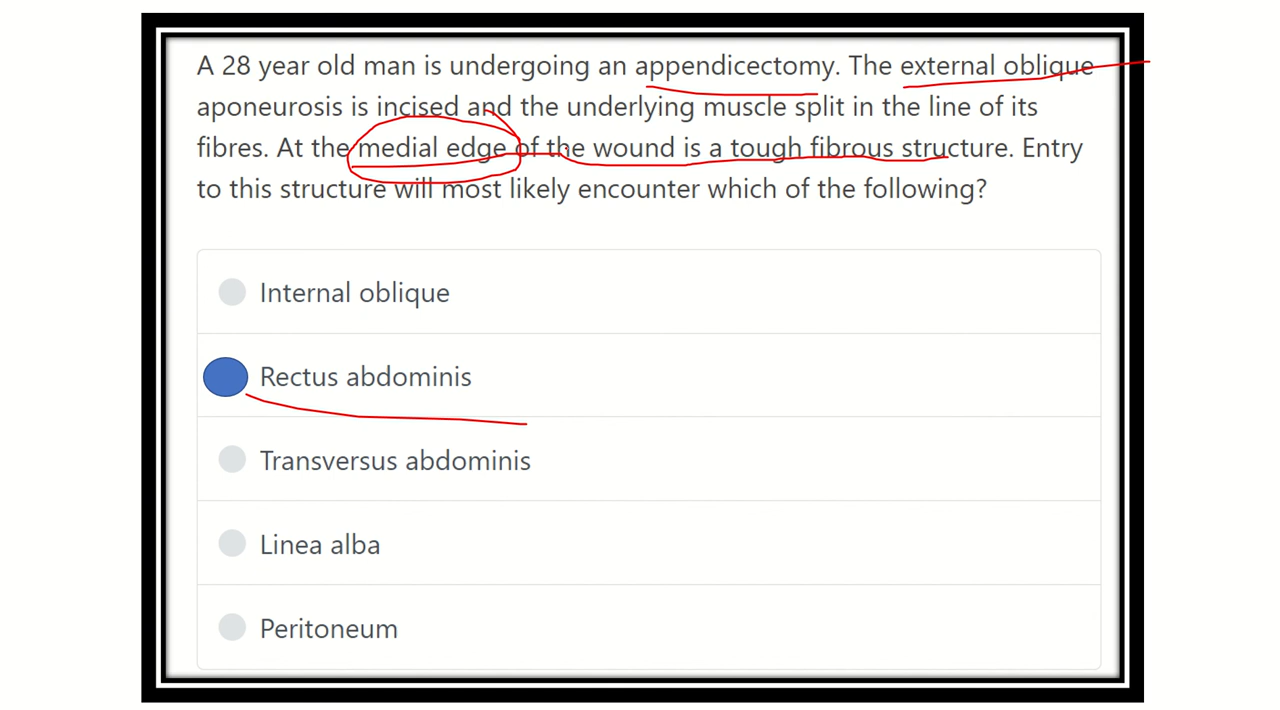 A 28 year old man is undergoing an appendicectomy. The external oblique
aponeurosis is incised and the underlying muscle split in the line of its
fibres. At the medial edge of the wound is a tough fibrous structure. Entry
to this structure will most likely encounter which of the following?
Internal oblique
Rectus abdominis
Transversus abdominis
Linea alba
Peritoneum